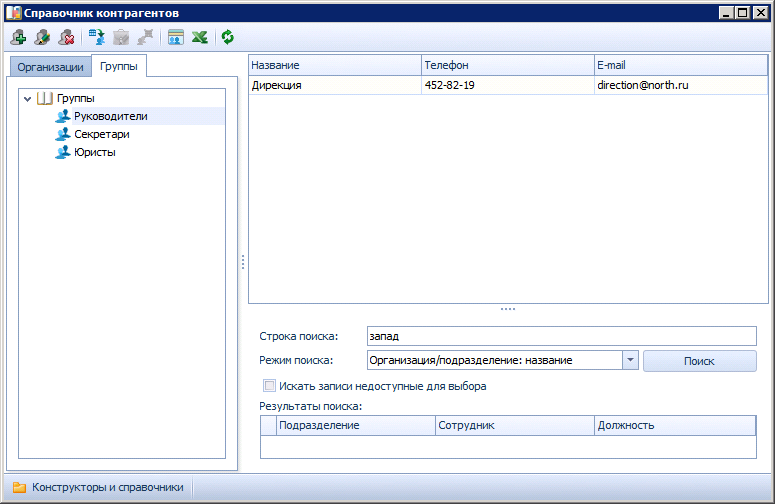 Справочник контрагентов
Организации Группы
Группы
Руководители
Секретари
Юристы
Название Телефон E-mail
Дирекция 452-82-19 direction@north.ru
Строка поиска: запад
Режим поиска: Организация/подразделение: название Поиск
Искать записи недоступные для выбора
Результаты поиска:
Подразделение Сотрудник Должность
Конструкторы и справочники